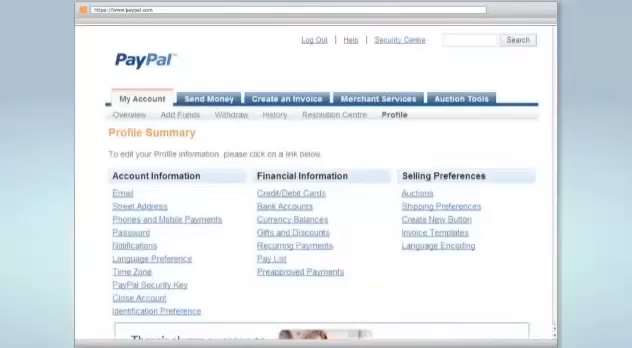 https://www.paypal.com
Log Out | Help | Security Centre Search
PayPal™
My Account Send Money Create an Invoice Merchant Services Auction Tools
Overview Add Funds Withdraw History Resolution Centre Profile
Profile Summary
To edit your Profile information, please click on a link below.
Account Information Financial Information Selling Preferences
Email Credit/Debit Cards Auctions
Street Address Bank Accounts Shipping Preferences
Phones and Mobile Payments Currency Balances Create New Button
Password Gifts and Discounts Invoice Templates
Notifications Recurring Payments Language Encoding
Language Preference Pay List
Time Zone Preapproved Payments
PayPal Security Key
Close Account
Identification Preference